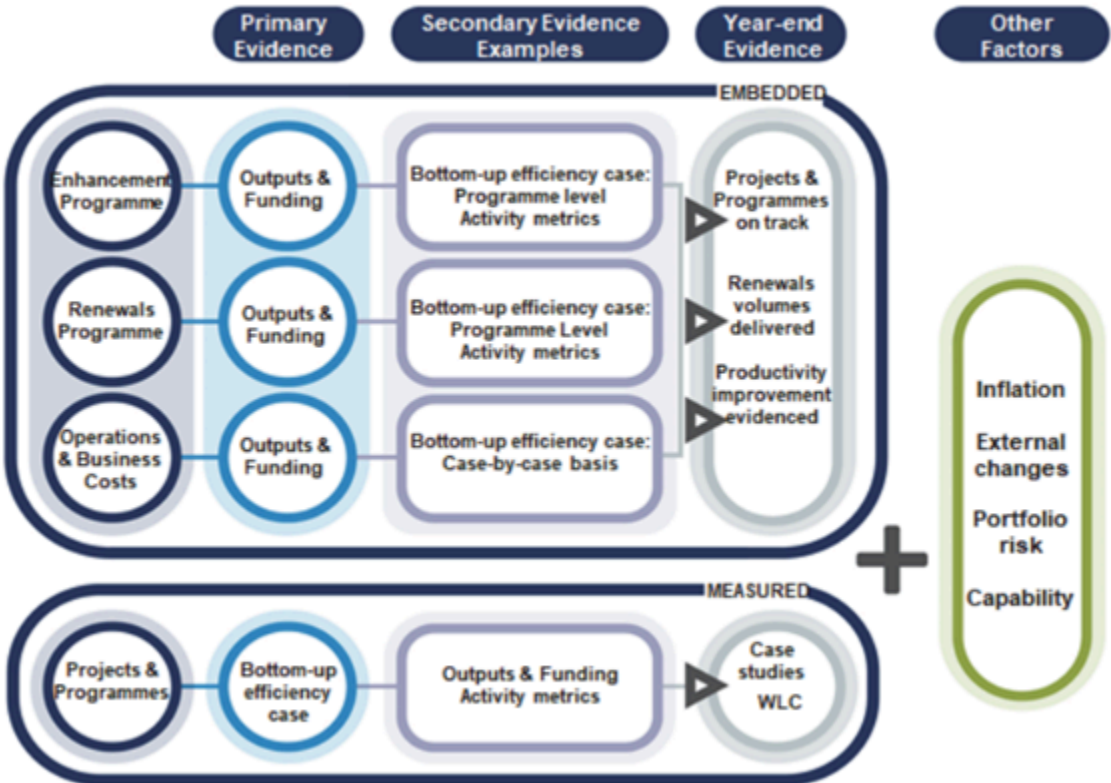 Primary
Evidence
Secondary Evidence
Examples
Year-end
Evidence
Other
Factors
EMBEDDED
Enhancement
Programme
Outputs &
Funding
Bottom-up efficiency case:
Programme level
Activity metrics
Projects &
Programmes
on track
Renewals
Programme
Outputs &
Funding
Bottom-up efficiency case:
Programme Level
Activity metrics
Renewals
volumes
delivered
Operations
& Business
Costs
Outputs &
Funding
Bottom-up efficiency case:
Case-by-case basis
Productivity
improvement
evidenced
Inflation
External
changes
Portfolio
risk
Capability
MEASURED
Projects &
Programmes
Bottom-up
efficiency
case
Outputs & Funding
Activity metrics
Case
studies
WLC